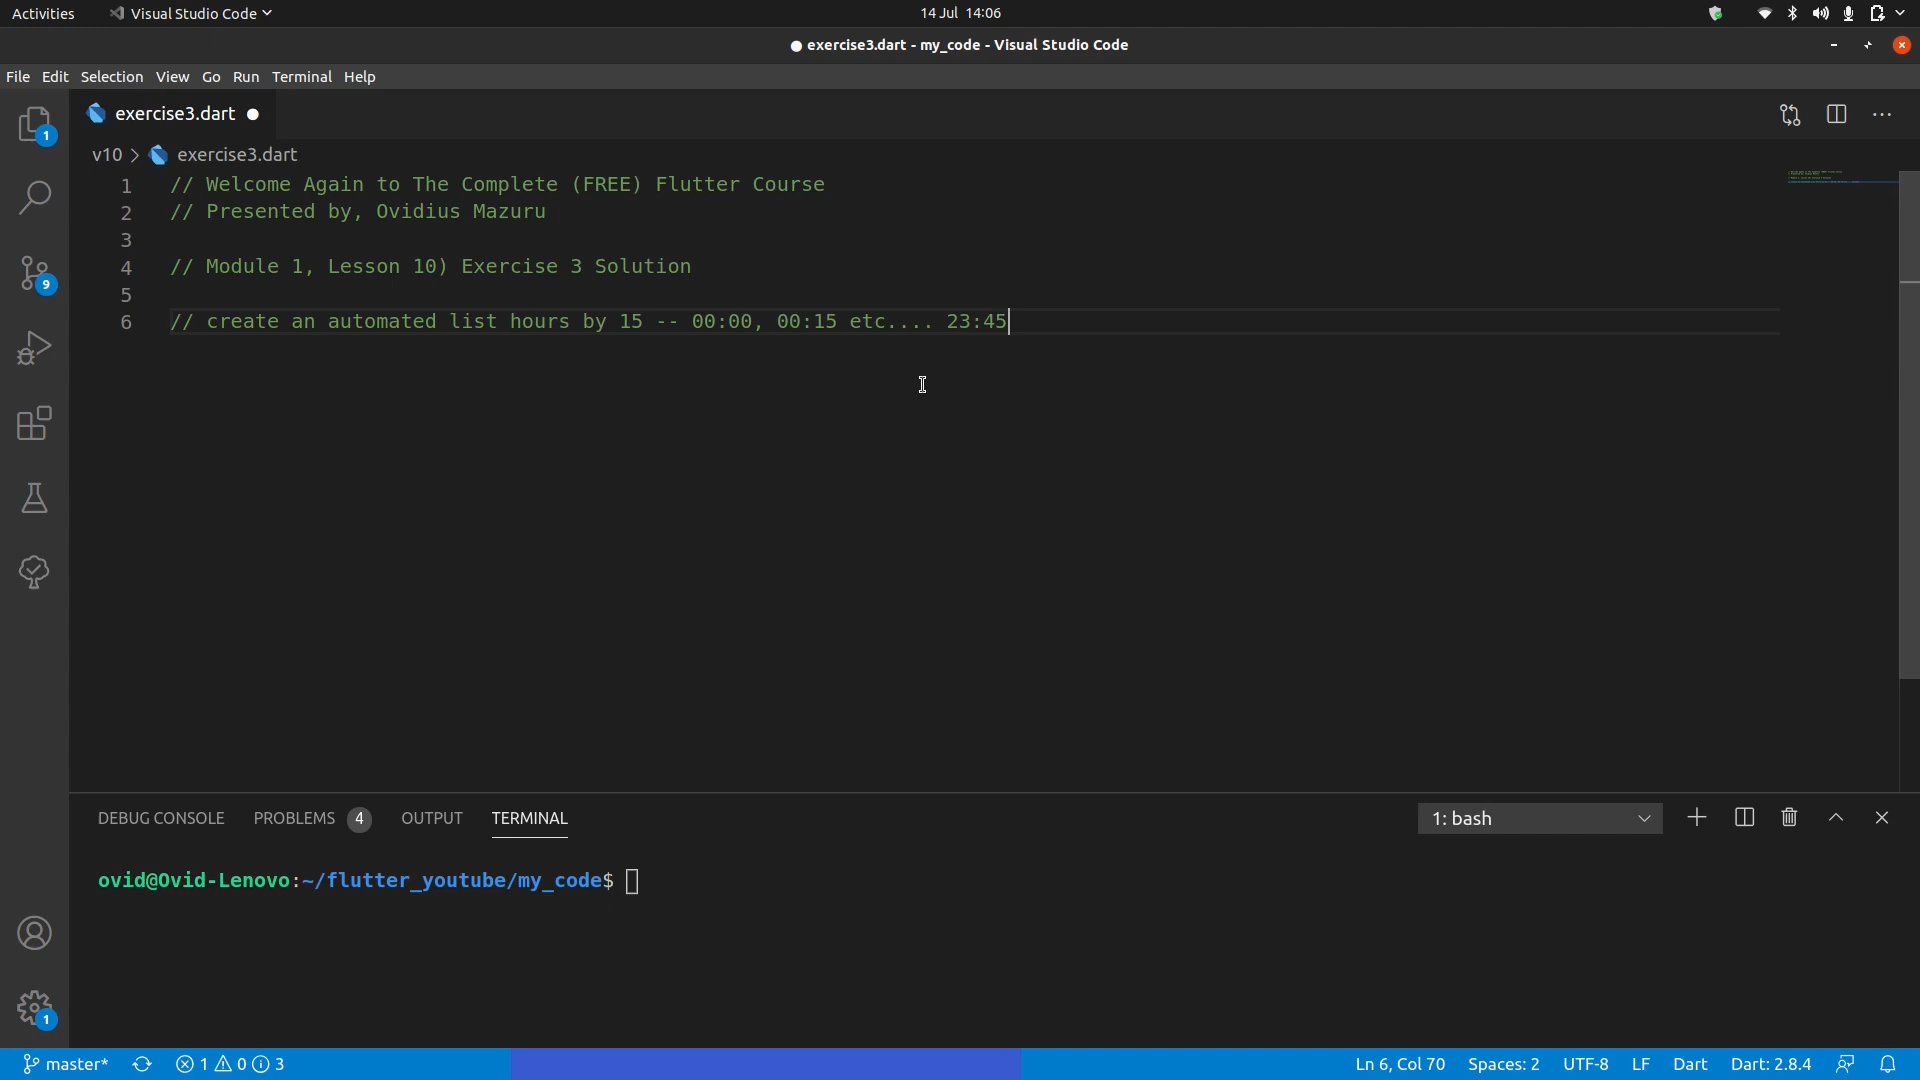 Activities Visual Studio Code 14 Jul 14:06
● exercise3.dart - my_code - Visual Studio Code
File Edit Selection View Go Run Terminal Help
exercise3.dart ●
1
v10 > exercise3.dart
1 // Welcome Again to The Complete (FREE) Flutter Course
2 // Presented by, Ovidius Mazuru
3
4 // Module 1, Lesson 10) Exercise 3 Solution
9
5
6 // create an automated list hours by 15 -- 00:00, 00:15 etc.... 23:45
DEBUG CONSOLE PROBLEMS 4 OUTPUT TERMINAL 1: bash
ovid@Ovid-Lenovo:~/flutter_youtube/my_code$
1
master* 1 0 3 Ln 6, Col 70 Spaces: 2 UTF-8 LF Dart Dart: 2.8.4